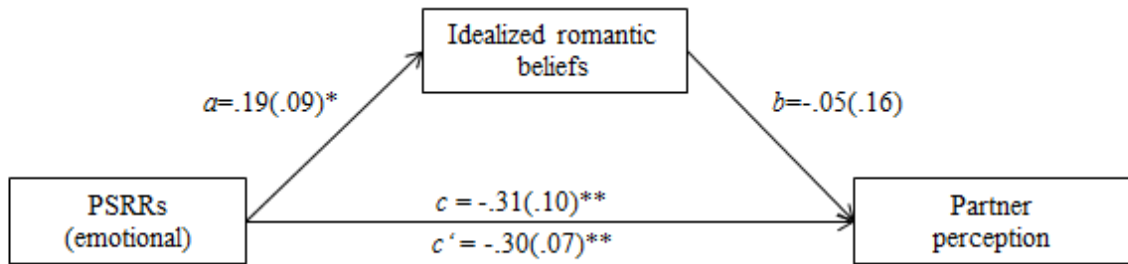 Idealized romantic
beliefs
a=.19(.09)*
b=-.05(.16)
PSRRs
(emotional)
c = -.31(.10)**
c‘ = -.30(.07)**
Partner
perception